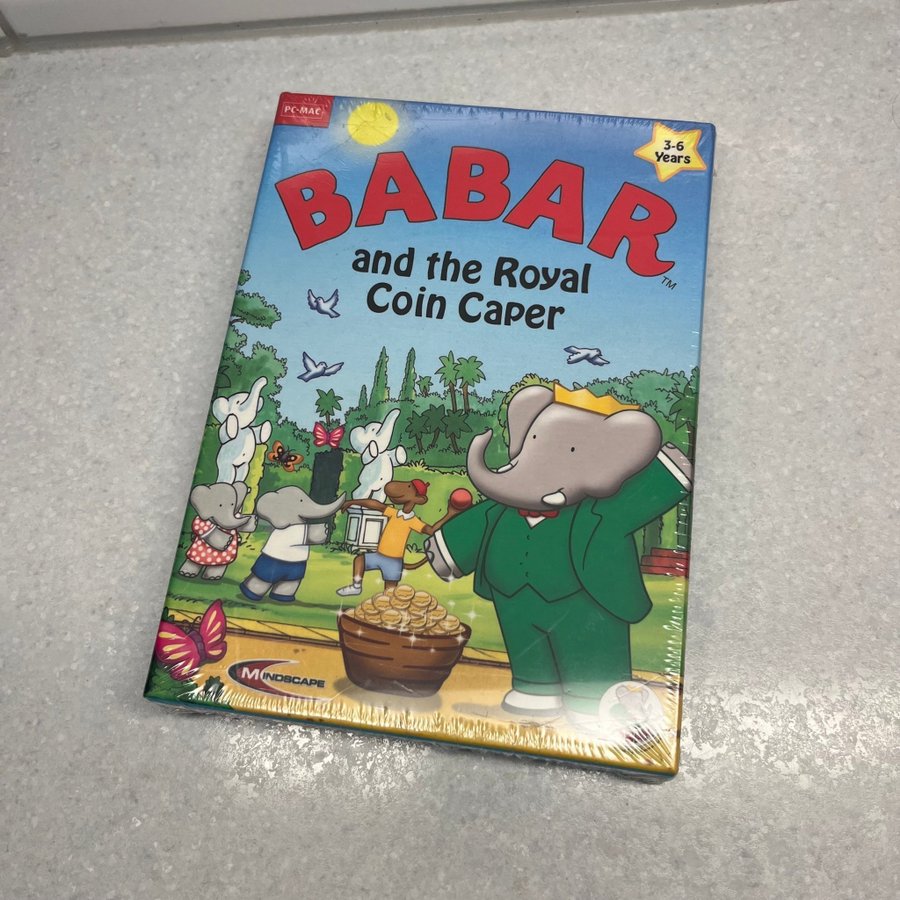 PC-MAC
3-6
Years
BABAR
TM
and the Royal
Coin Caper
MINDSCAPE